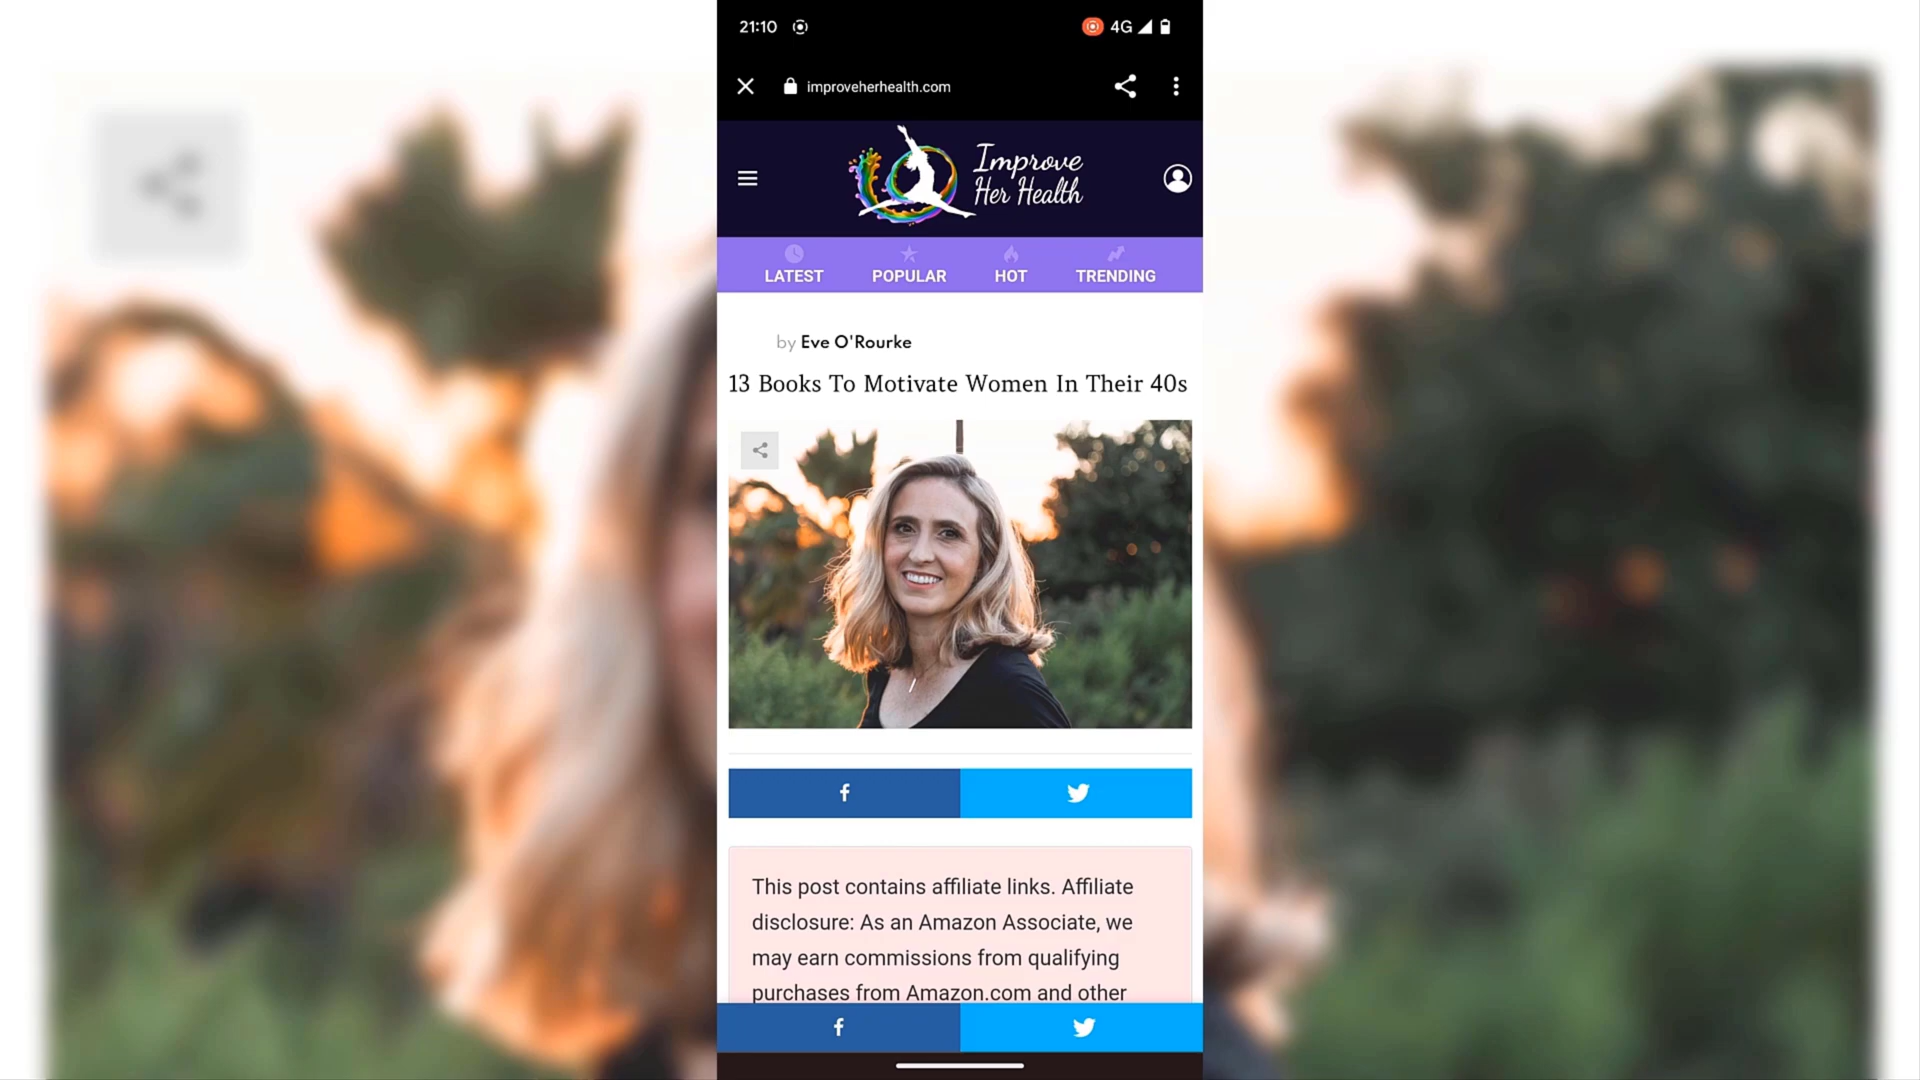 21:10
4G
improveherhealth.com
Improve
Her Health
LATEST
POPULAR
HOT
TRENDING
by Eve O'Rourke
13 Books To Motivate Women In Their 40s
This post contains affiliate links. Affiliate
disclosure: As an Amazon Associate, we
may earn commissions from qualifying
purchases from Amazon.com and other